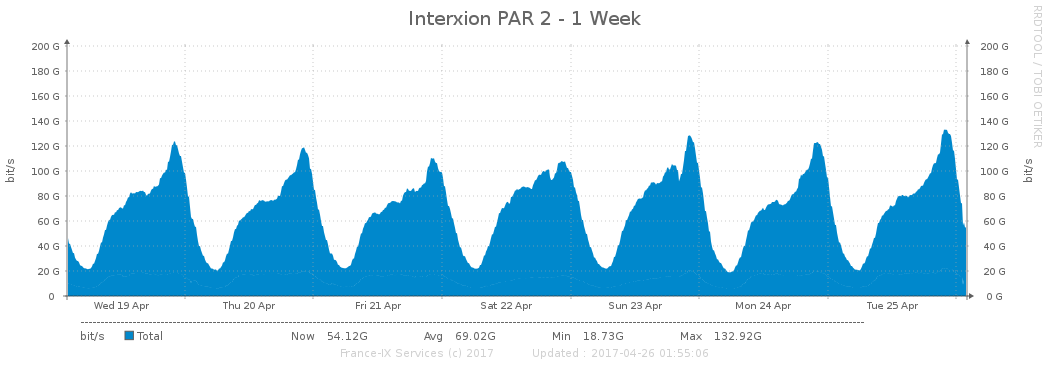 Interxion PAR 2 - 1 Week
RRDTOOL / TOBI OETIKER
200 G 200 G
180 G 180 G
160 G 160 G
140 G 140 G
120 G 120 G
100 G 100 G
80 G 80 G
60 G 60 G
40 G 40 G
20 G 20 G
0 0 G
bit/s
bit/s
Wed 19 Apr Thu 20 Apr Fri 21 Apr Sat 22 Apr Sun 23 Apr Mon 24 Apr Tue 25 Apr
bit/s Total Now 54.12G Avg 69.02G Min 18.73G Max 132.92G
France-IX Services (c) 2017 Updated : 2017-04-26 01:55:06